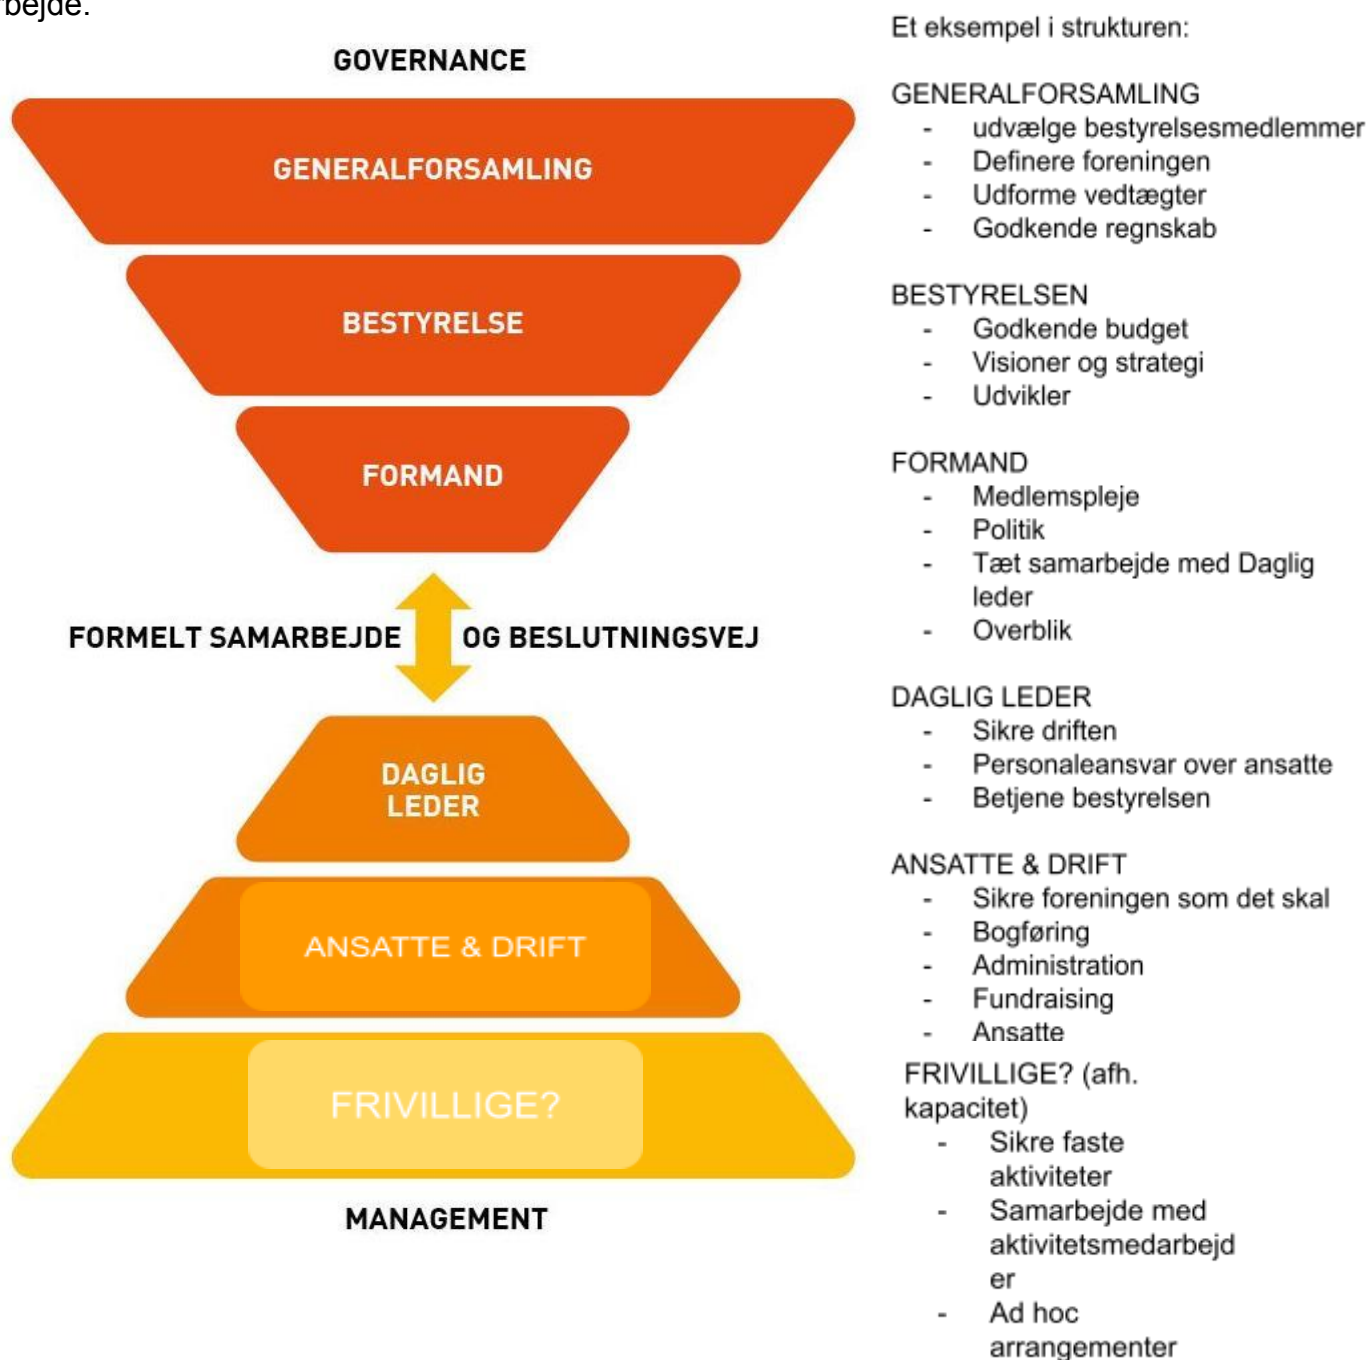 GOVERNANCE
GENERALFORSAMLING
BESTYRELSE
FORMAND
FORMELT SAMARBEJDE OG BESLUTNINGSVEJ
DAGLIG
LEDER
ANSATTE & DRIFT
FRIVILLIGE?
MANAGEMENT
Et eksempel i strukturen:
GENERALFORSAMLING
- udvælge bestyrelsesmedlemmer
- Definere foreningen
- Udforme vedtægter
- Godkende regnskab
BESTYRELSEN
- Godkende budget
- Visioner og strategi
- Udvikler
FORMAND
- Medlemspleje
- Politik
- Tæt samarbejde med Daglig
leder
- Overblik
DAGLIG LEDER
- Sikre driften
- Personaleansvar over ansatte
- Betjene bestyrelsen
ANSATTE & DRIFT
- Sikre foreningen som det skal
- Bogføring
- Administration
- Fundraising
- Ansatte
FRIVILLIGE? (afh.
kapacitet)
- Sikre faste
aktiviteter
- Samarbejde med
aktivitetsmedarbejd
er
- Ad hoc
arrangementer